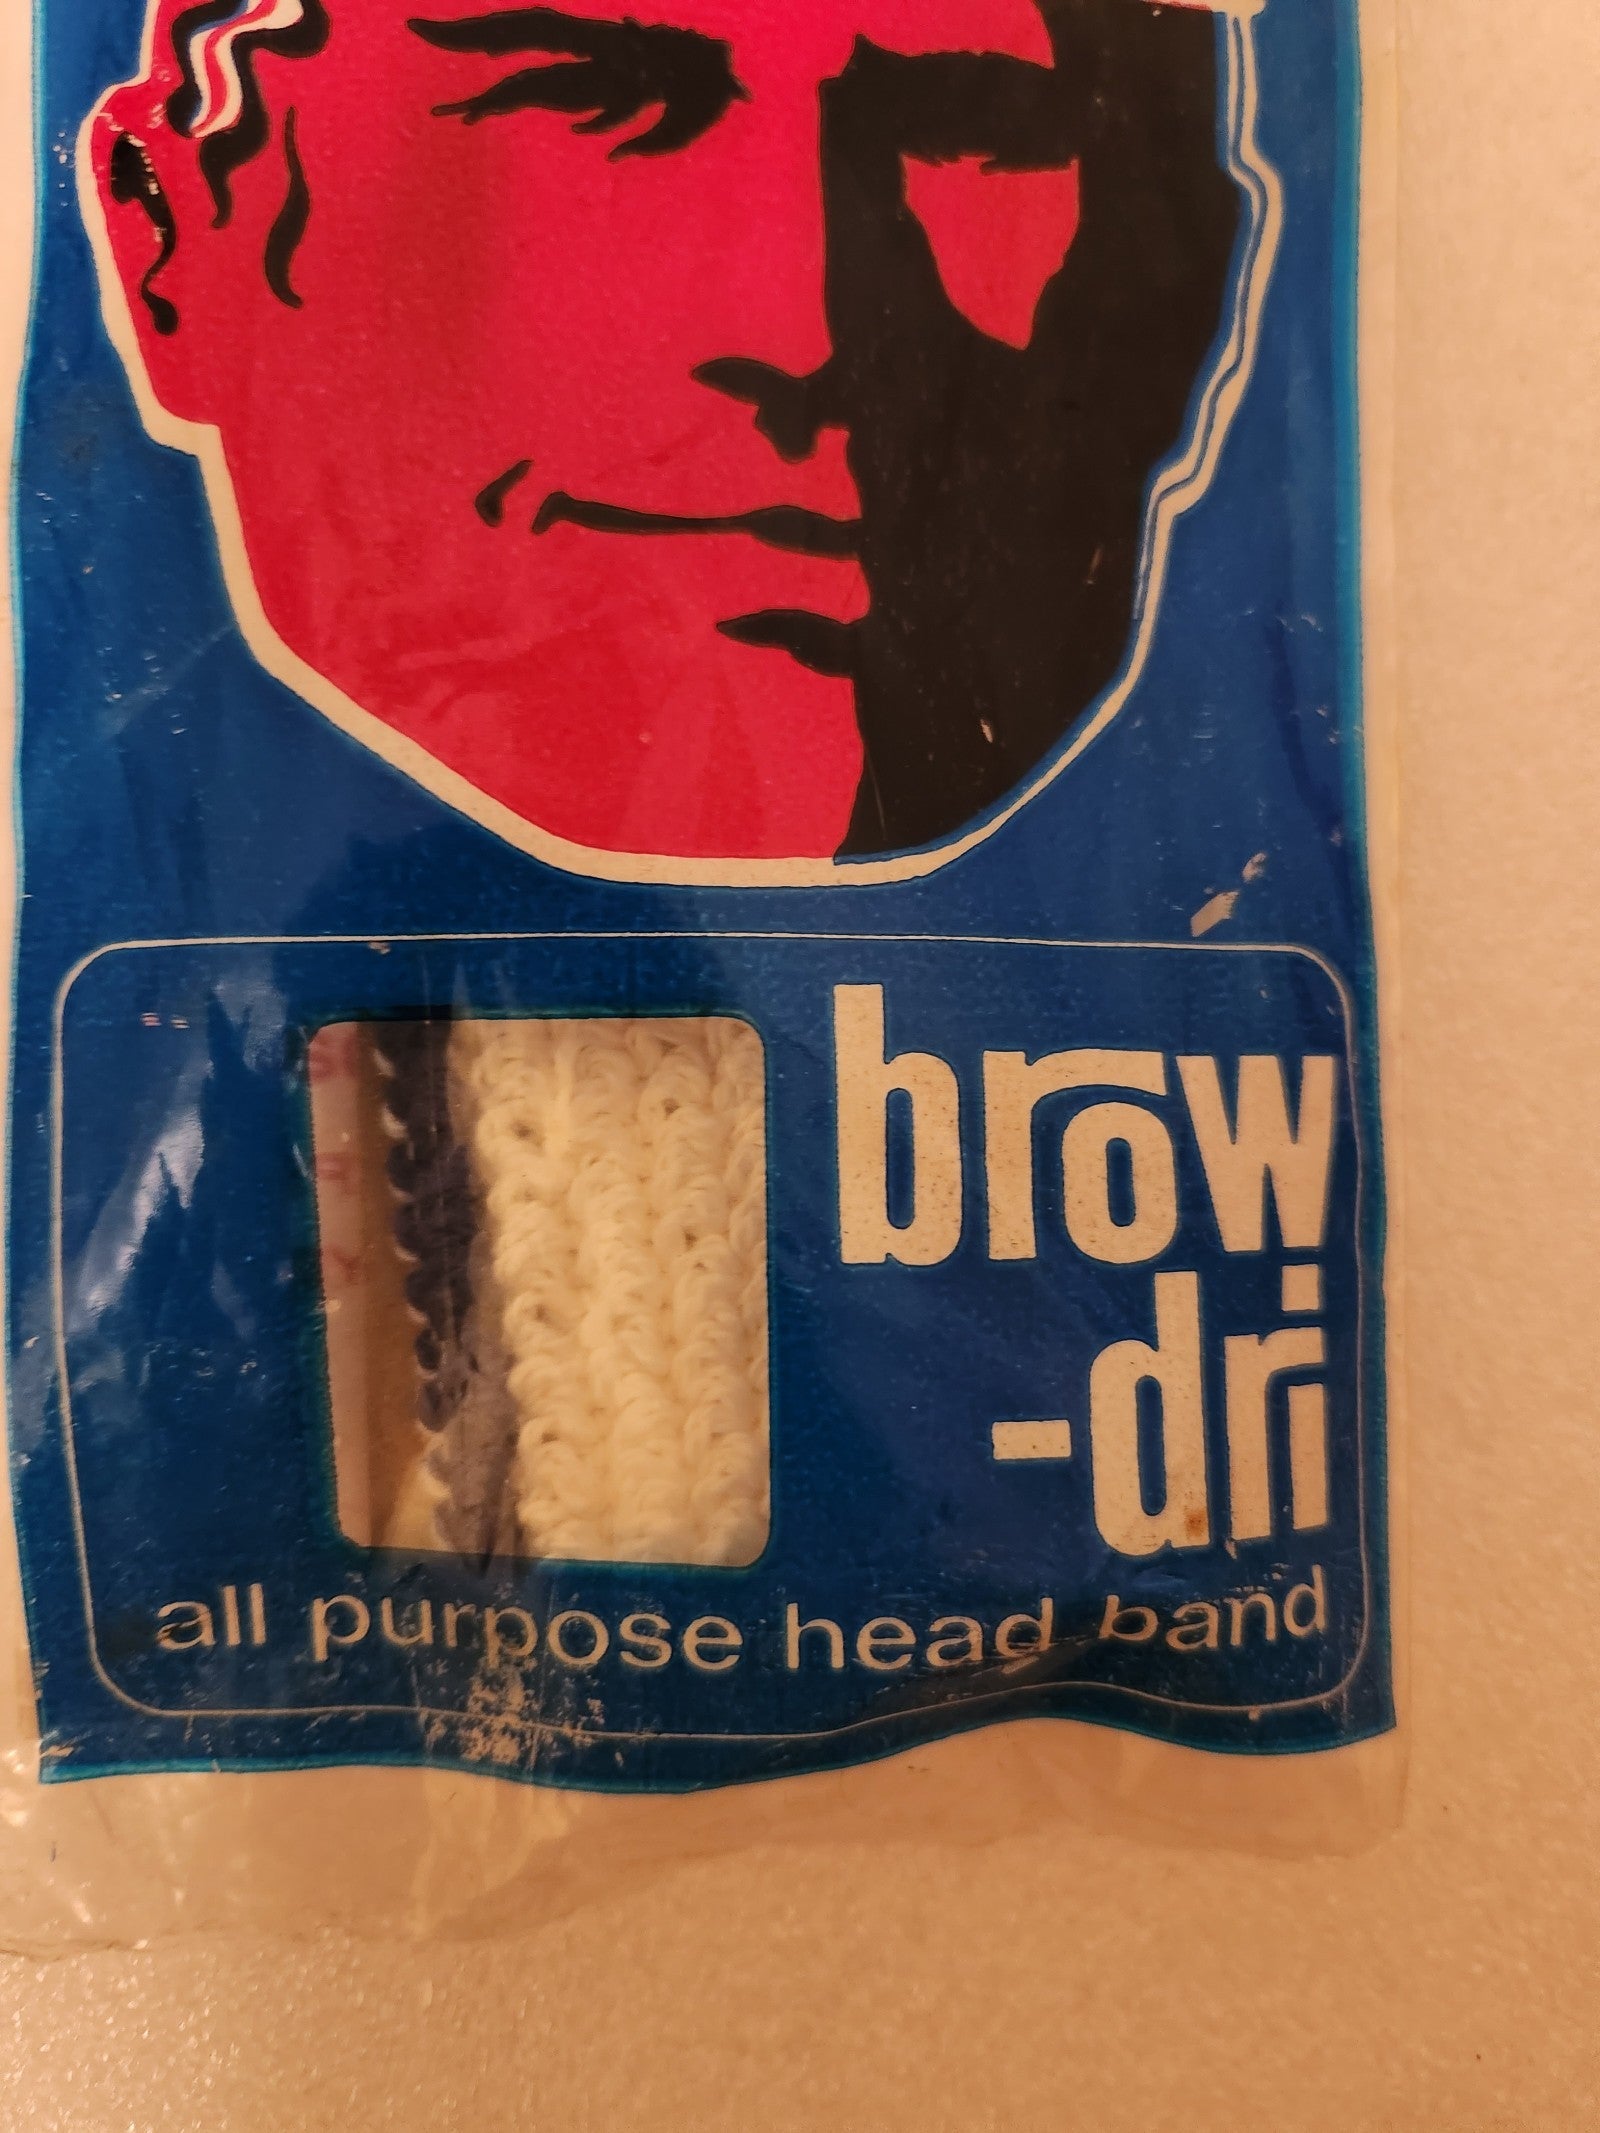 brow
-dri
all purpose head band